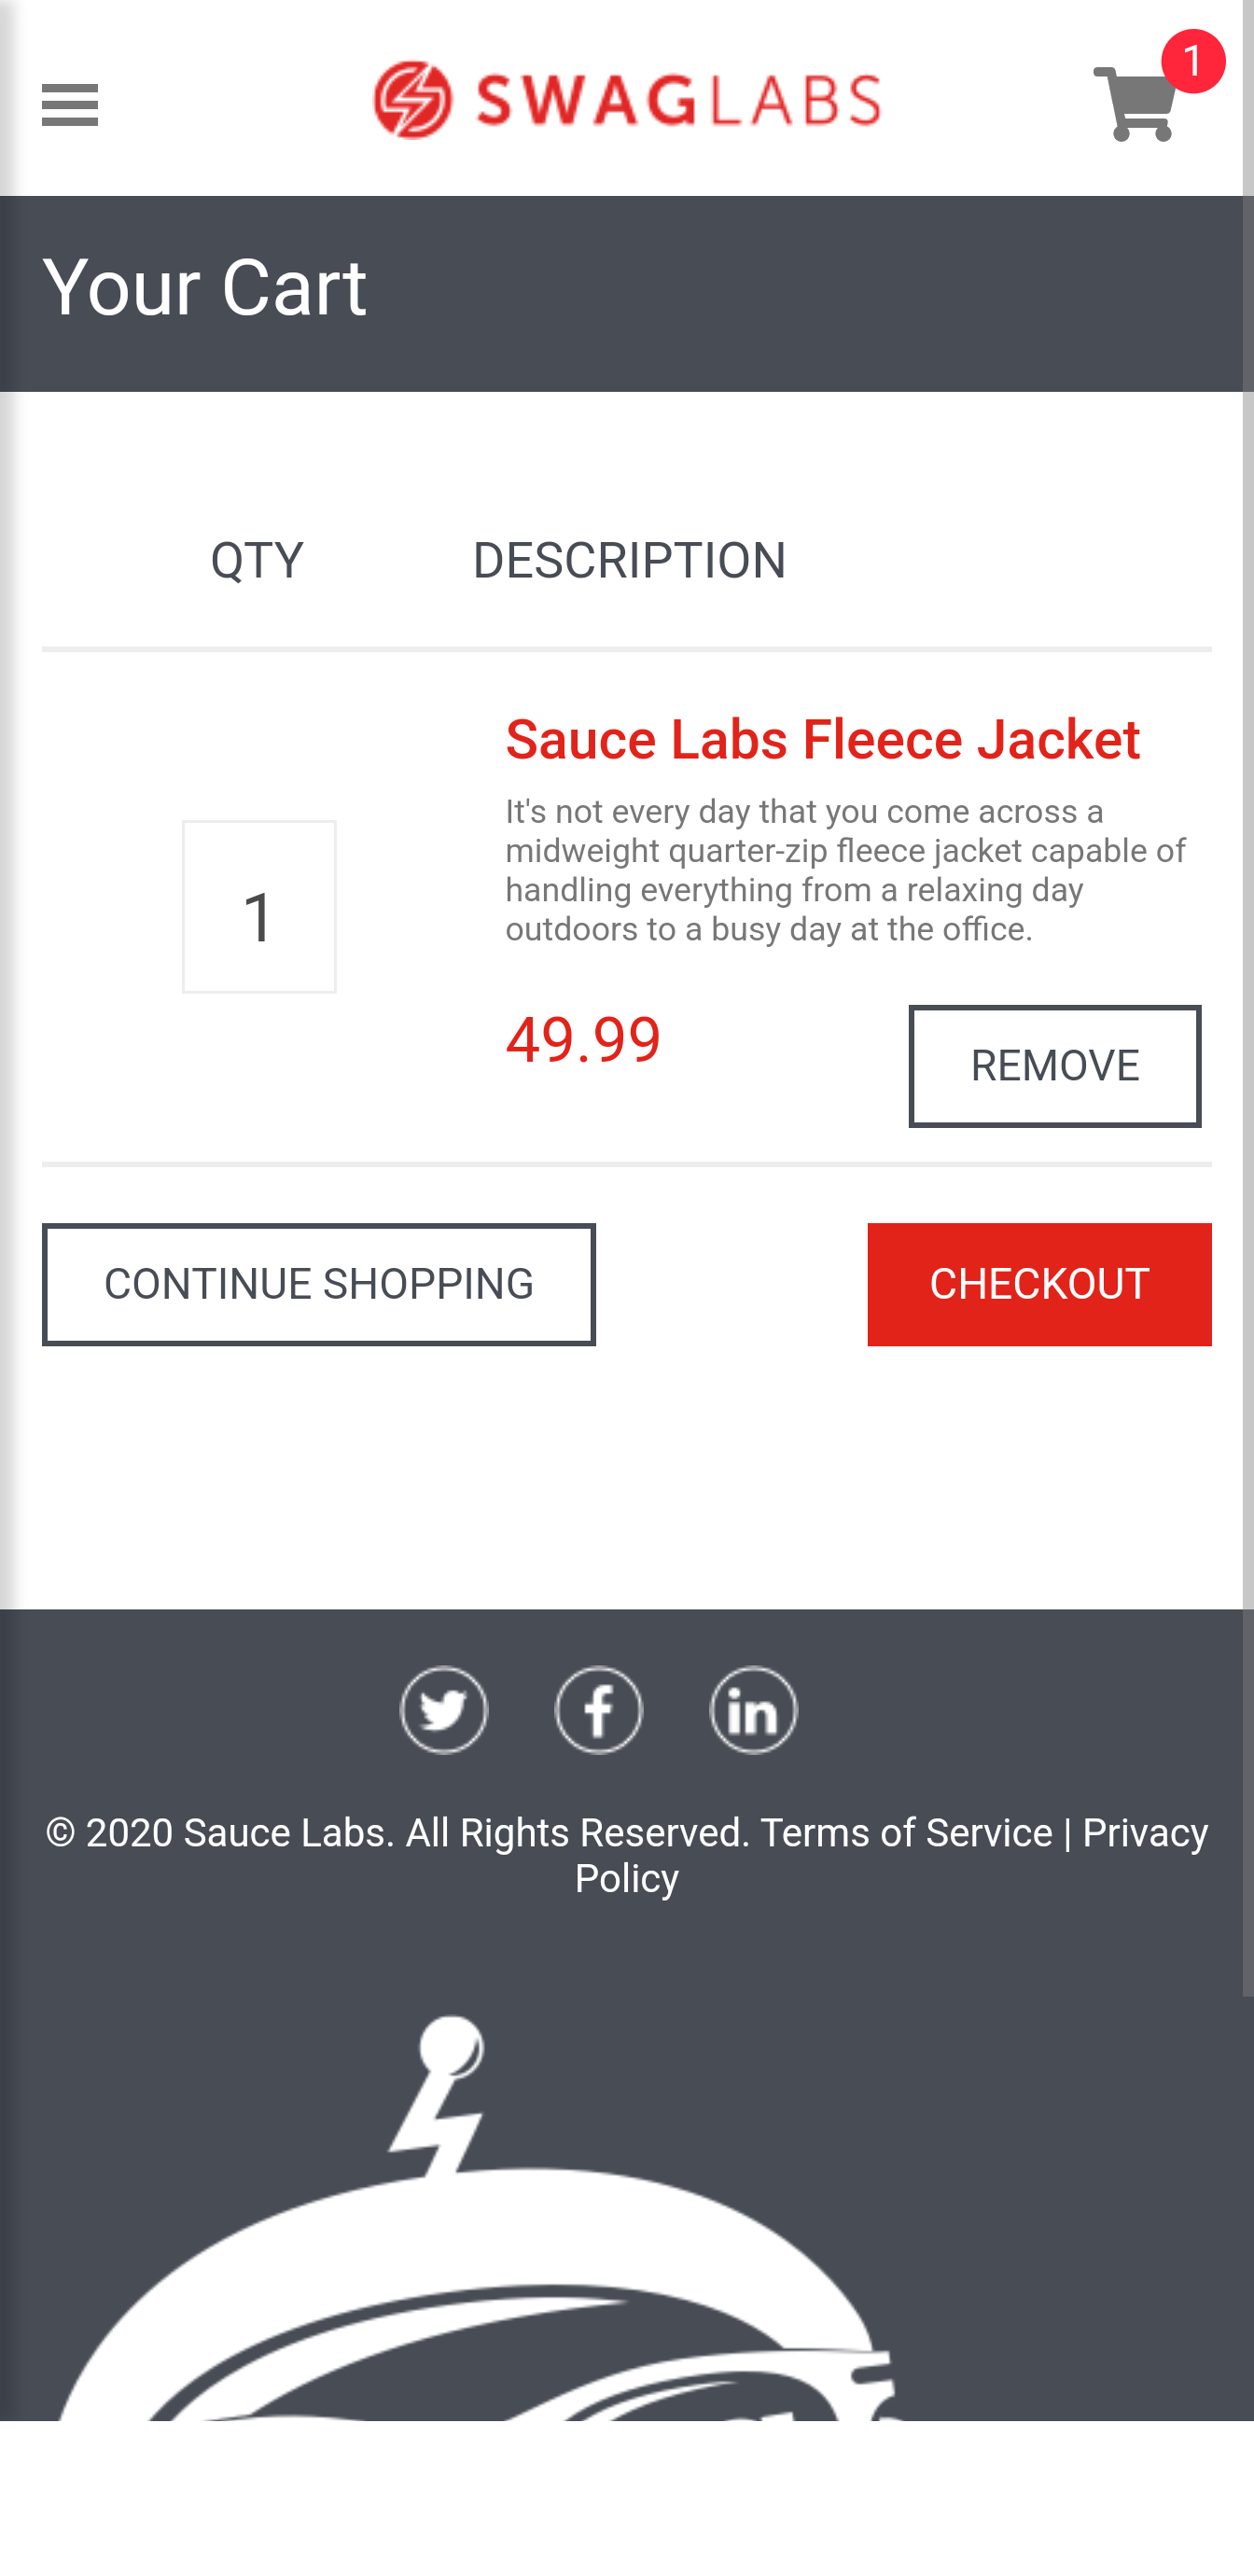 SWAGLABS
1
Your Cart
QTY DESCRIPTION
Sauce Labs Fleece Jacket
It's not every day that you come across a
midweight quarter-zip fleece jacket capable of
handling everything from a relaxing day
outdoors to a busy day at the office.
1
49.99
REMOVE
CONTINUE SHOPPING
CHECKOUT
© 2020 Sauce Labs. All Rights Reserved. Terms of Service | Privacy
Policy